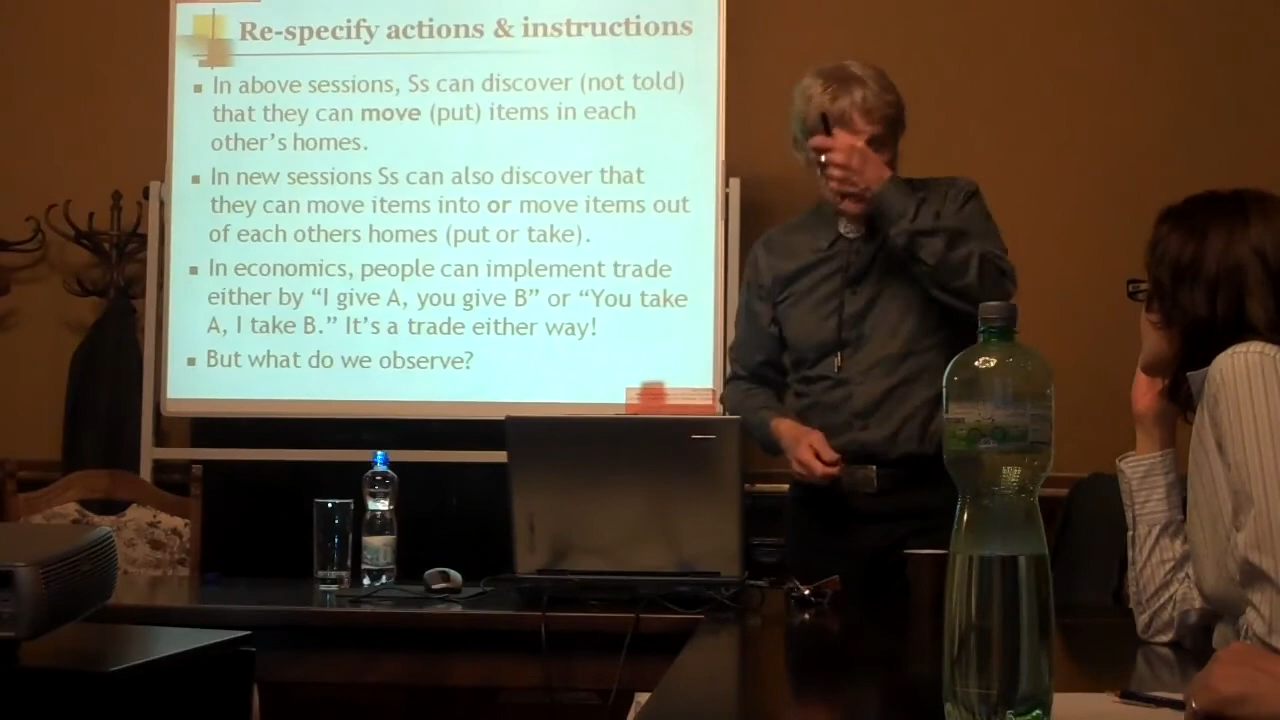 Re-specify actions & instructions
In above sessions, Ss can discover (not told)
that they can move (put) items in each
other's homes.
In new sessions Ss can also discover that
they can move items into or move items out
of each others homes (put or take).
In economics, people can implement trade
either by “I give A, you give B” or “You take
A, I take B.” It's a trade either way!
But what do we observe?